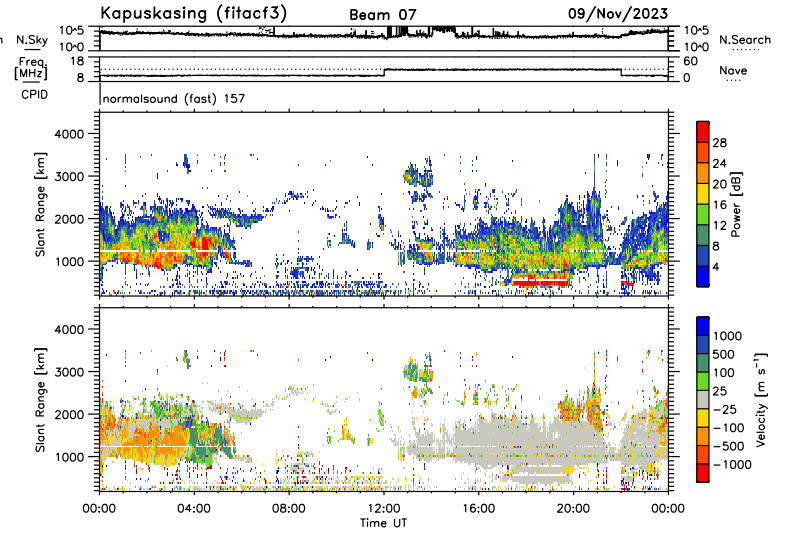 Kapuskasing (fitacf3) Beam 07 09/Nov/2023
N.Sky 10^5 10^0 10^5 10^0 N.Search
Freq. [MHz] 18 8 60 0 Nave
CPID normalsound (fast) 157
Slant Range [km]
4000
3000
2000
1000
28
24
20
16
12
8
4
Power [dB]
Slant Range [km]
4000
3000
2000
1000
1000
500
100
25
-25
-100
-500
-1000
Velocity [m s⁻¹]
00:00 04:00 08:00 12:00 16:00 20:00 00:00
Time UT